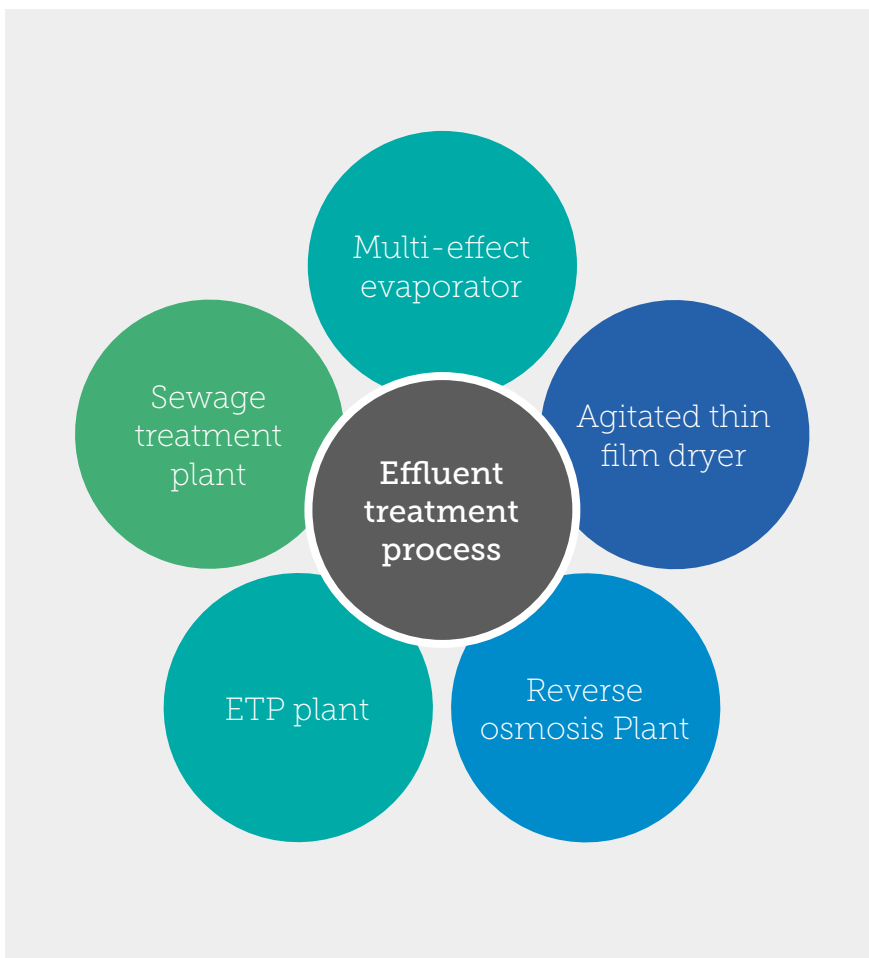 Multi-effect
evaporator
Agitated thin
film dryer
Reverse
osmosis Plant
ETP plant
Sewage
treatment
plant
Effluent
treatment
process